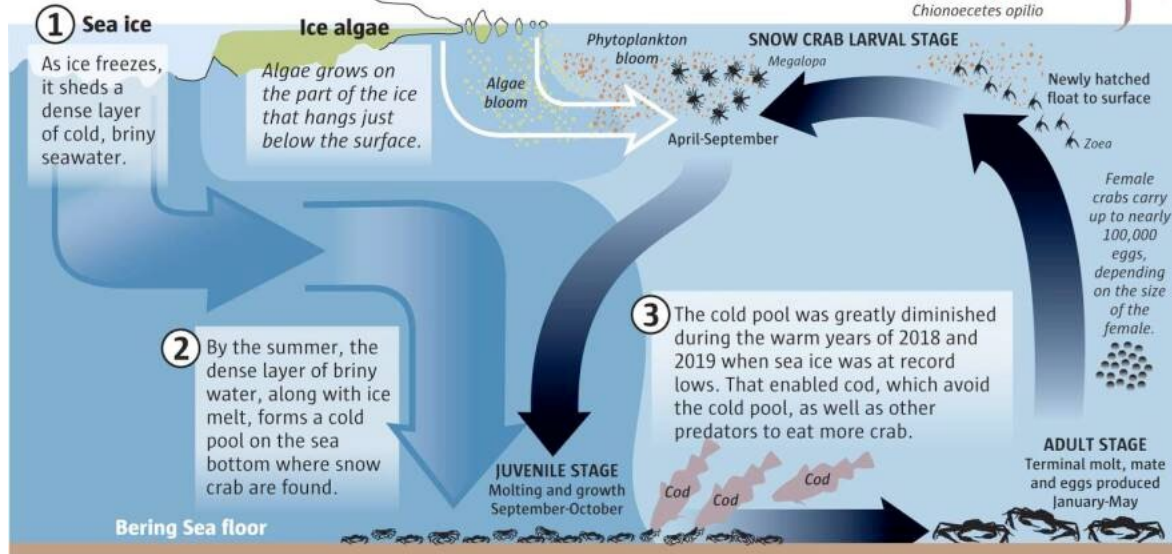 Chionoecetes opilio
1 Sea ice
As ice freezes,
it sheds a
dense layer
of cold, briny
seawater.
Ice algae
Algae grows on
the part of the ice
that hangs just
below the surface.
Algae
bloom
Phytoplankton
bloom
SNOW CRAB LARVAL STAGE
Megalopa
April-September
Newly hatched
float to surface
Zoea
Female
crabs carry
up to nearly
100,000
eggs,
depending
on the size
of the
female.
2 By the summer, the
dense layer of briny
water, along with ice
melt, forms a cold
pool on the sea
bottom where snow
crab are found.
3 The cold pool was greatly diminished
during the warm years of 2018 and
2019 when sea ice was at record
lows. That enabled cod, which avoid
the cold pool, as well as other
predators to eat more crab.
JUVENILE STAGE
Molting and growth
September-October
Cod
Cod
Cod
ADULT STAGE
Terminal molt, mate
and eggs produced
January-May
Bering Sea floor